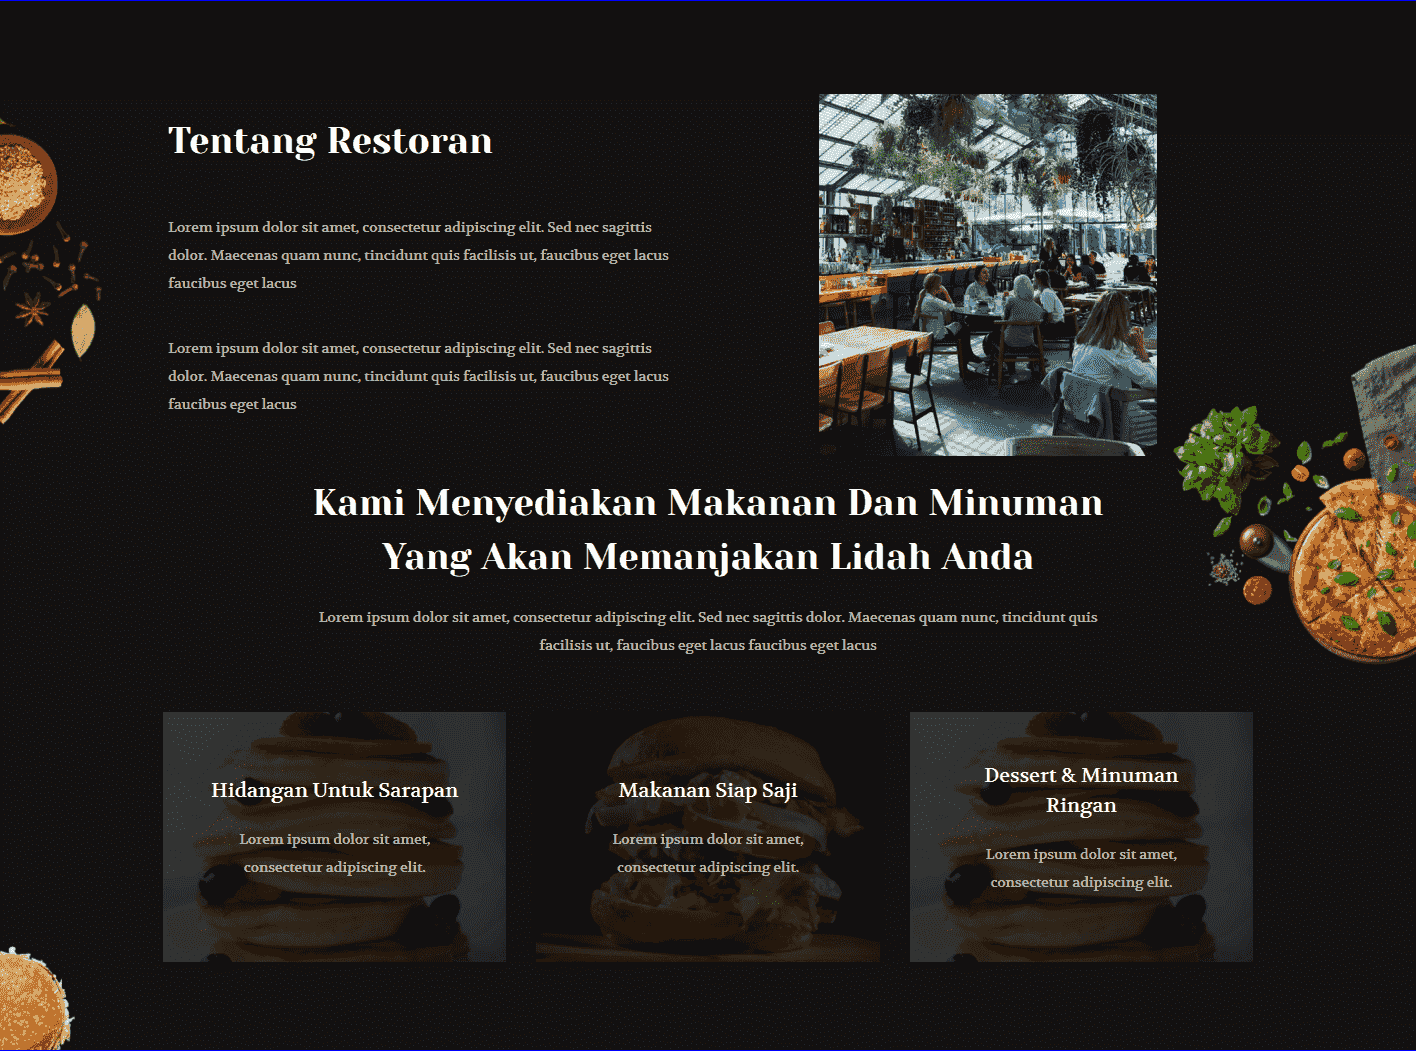 Tentang Restoran
Lorem ipsum dolor sit amet, consectetur adipiscing elit. Sed nec sagittis
dolor. Maecenas quam nunc, tincidunt quis facilisis ut, faucibus eget lacus
faucibus eget lacus
Lorem ipsum dolor sit amet, consectetur adipiscing elit. Sed nec sagittis
dolor. Maecenas quam nunc, tincidunt quis facilisis ut, faucibus eget lacus
faucibus eget lacus
Kami Menyediakan Makanan Dan Minuman
Yang Akan Memanjakan Lidah Anda
Lorem ipsum dolor sit amet, consectetur adipiscing elit. Sed nec sagittis dolor. Maecenas quam nunc, tincidunt quis
facilisis ut, faucibus eget lacus faucibus eget lacus
Hidangan Untuk Sarapan
Lorem ipsum dolor sit amet,
consectetur adipiscing elit.
Makanan Siap Saji
Lorem ipsum dolor sit amet,
consectetur adipiscing elit.
Dessert & Minuman
Ringan
Lorem ipsum dolor sit amet,
consectetur adipiscing elit.